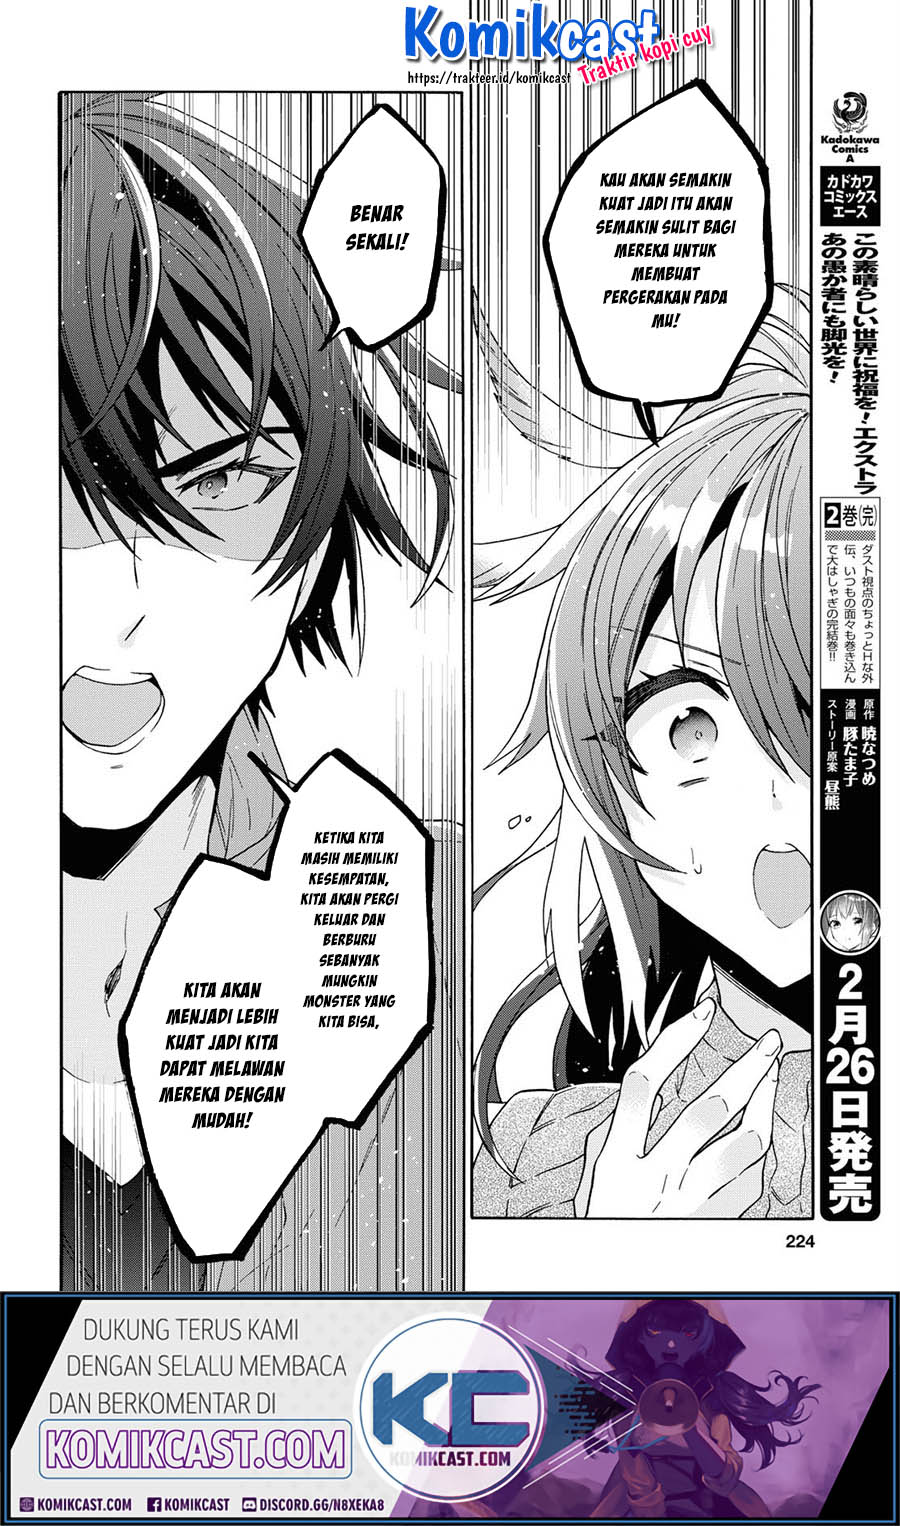 Komikcast
Traktir kopi cuy
https://trakteer.id/komikcast
KAU AKAN SEMAKIN
KUAT JADI ITU AKAN
SEMAKIN SULIT BAGI
MEREKA UNTUK
MEMBUAT
PERGERAKAN PADA
MU!
BENAR
SEKALI!
KETIKA KITA
MASIH MEMILIKI
KESEMPATAN,
KITA AKAN PERGI
KELUAR DAN
BERBURU
SEBANYAK
MUNGKIN
MONSTER YANG
KITA BISA,
KITA AKAN
MENJADI LEBIH
KUAT JADI KITA
DAPAT MELAWAN
MEREKA DENGAN
MUDAH!
Kadokawa
Comics
A
カドカワ
コミックス
エース
この素晴らしい世界に祝福を！エクストラ
あの愚か者にも脚光を！
2巻(完)
ダスト視点のちょっとHな外
伝、いつもの面々も巻き込ん
で大はしゃぎの完結巻!!
原作 暁なつめ
漫画 豚たま子
ストーリー原案 昼熊
2月26日発売
224
DUKUNG TERUS KAMI
DENGAN SELALU MEMBACA
DAN BERKOMENTAR DI
KOMIKCAST.COM
KC
KOMIKCAST.COM
KOMIKCAST.COM
KOMIKCAST
DISCORD.GG/N8XEKA8